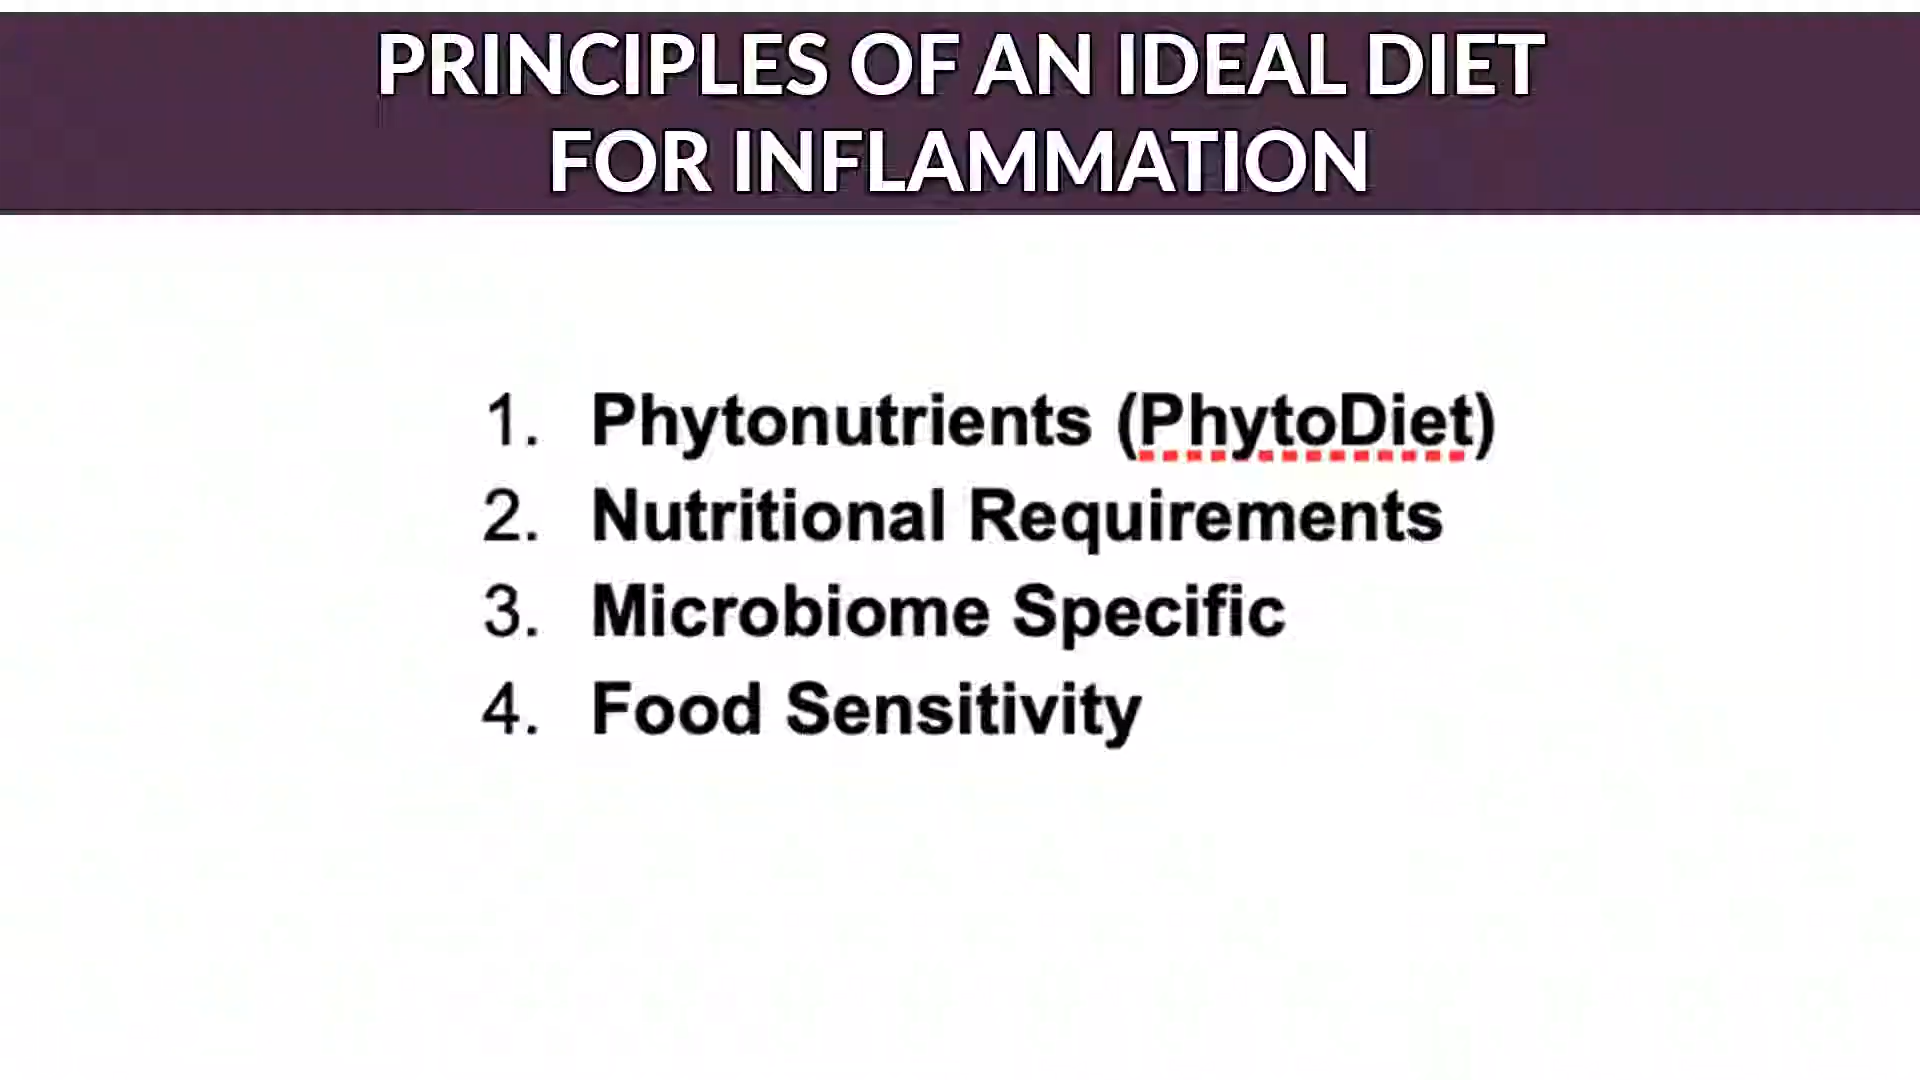 PRINCIPLES OF AN IDEAL DIET
FOR INFLAMMATION
1. Phytonutrients (PhytoDiet)
2. Nutritional Requirements
3. Microbiome Specific
4. Food Sensitivity